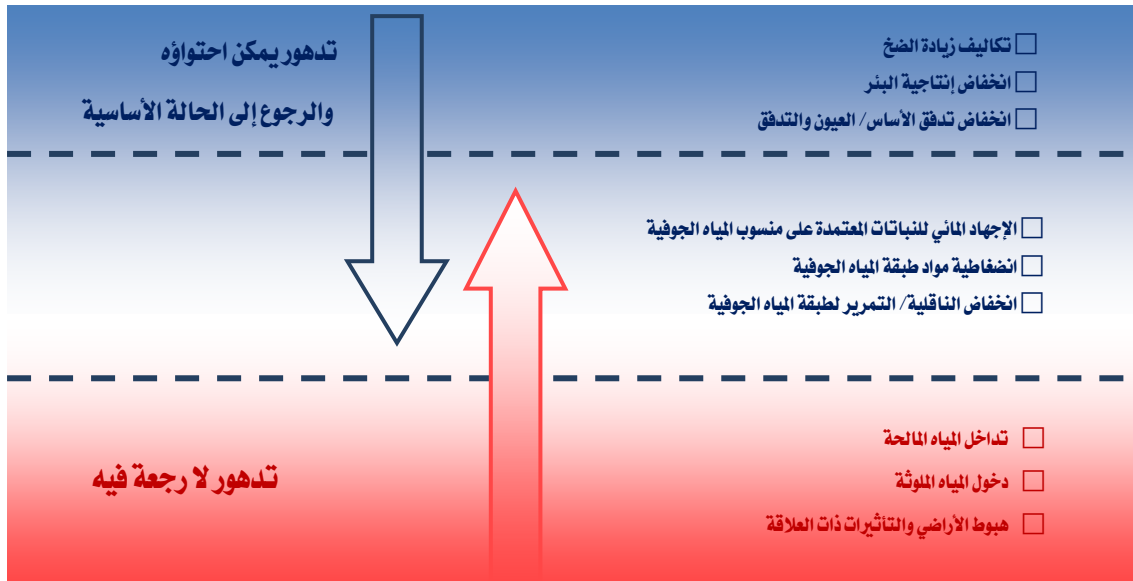 تدهور يمكن احتواؤه
والرجوع إلى الحالة الأساسية
تكاليف زيادة الضخ
انخفاض إنتاجية البئر
انخفاض تدفق الأساس/ العيون والتدفق
الإجهاد المائي للنباتات المعتمدة على منسوب المياه الجوفية
انضغاطية مواد طبقة المياه الجوفية
انخفاض الناقلية/ التمرير لطبقة المياه الجوفية
تدهور لا رجعة فيه
تداخل المياه المالحة
دخول المياه الملوثة
هبوط الأراضي والتأثيرات ذات العلاقة